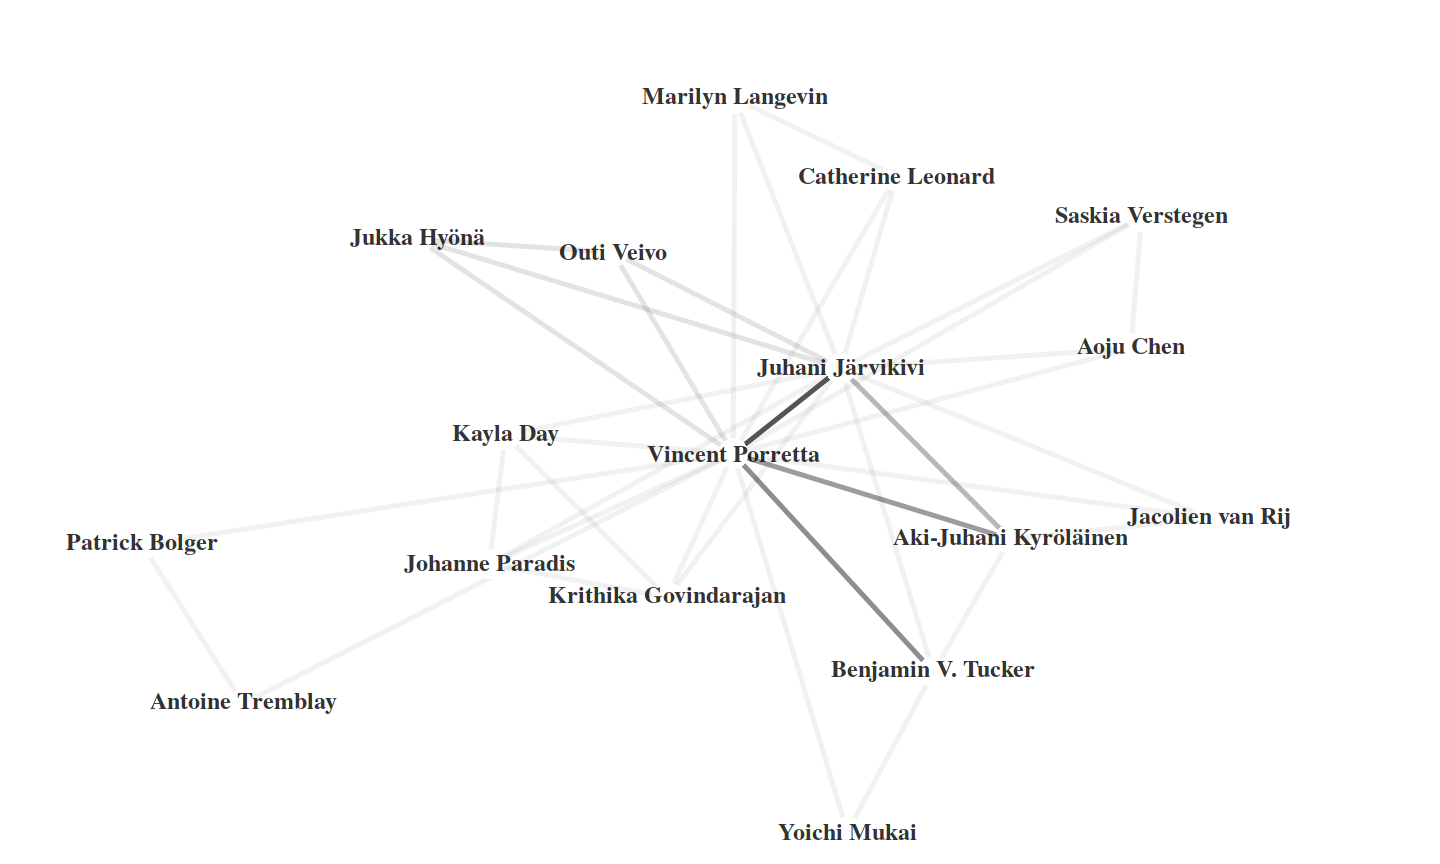 Marilyn Langevin
Catherine Leonard
Saskia Verstegen
Jukka Hyönä
Outi Veivo
Aoju Chen
Juhani Järvikivi
Kayla Day
Vincent Porretta
Jacolien van Rij
Aki-Juhani Kyröläinen
Patrick Bolger
Johanne Paradis
Krithika Govindarajan
Benjamin V. Tucker
Antoine Tremblay
Yoichi Mukai